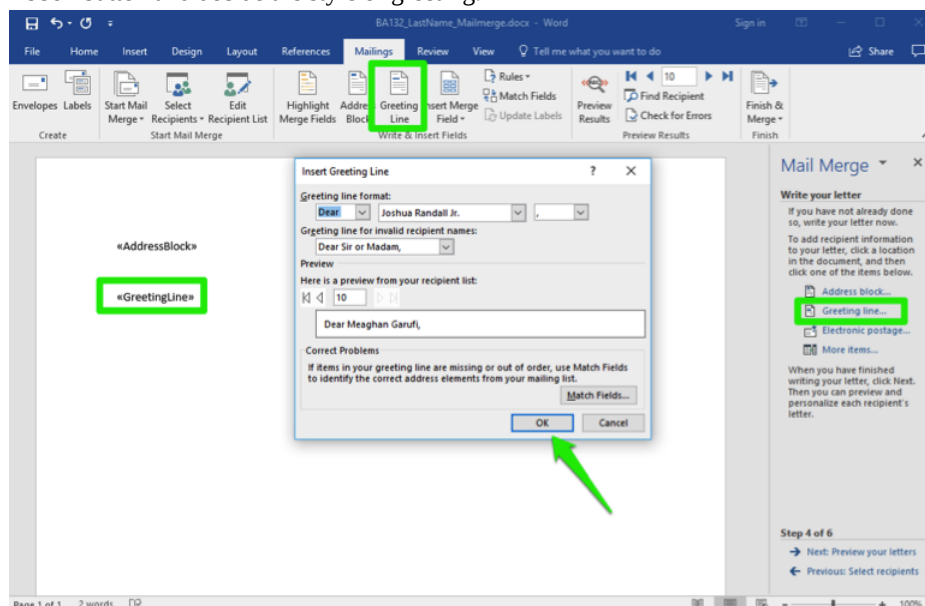 BA132_LastName_Mailmerge.docx - Word
Sign in
File Home Insert Design Layout References Mailings Review View Tell me what you want to do Share
Envelopes Labels
Create
Start Mail Merge Select Recipients Edit Recipient List
Start Mail Merge
Highlight Merge Fields Address Block Greeting Line Insert Merge Field
Rules
Match Fields
Update Labels
Write & Insert Fields
Preview Results
10
Find Recipient
Check for Errors
Preview Results
Finish & Merge
Finish
«AddressBlock»
«GreetingLine»
Insert Greeting Line ? X
Greeting line format:
Dear Joshua Randall Jr. ,
Greeting line for invalid recipient names:
Dear Sir or Madam,
Preview
Here is a preview from your recipient list:
10
Dear Meaghan Garufi,
Correct Problems
If items in your greeting line are missing or out of order, use Match Fields
to identify the correct address elements from your mailing list.
Match Fields...
OK Cancel
Mail Merge
Write your letter
If you have not already done
so, write your letter now.
To add recipient information
to your letter, click a location
in the document, and then
click one of the items below.
Address block...
Greeting line...
Electronic postage...
More items...
When you have finished
writing your letter, click Next.
Then you can preview and
personalize each recipient's
letter.
Step 4 of 6
Next: Preview your letters
Previous: Select recipients
Page 1 of 1 2 words
100%